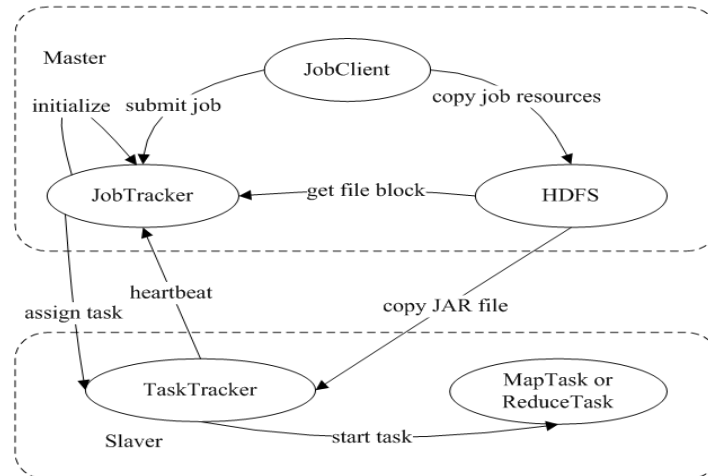 Master
JobClient
initialize
submit job
copy job resources
JobTracker
get file block
HDFS
assign task
heartbeat
copy JAR file
TaskTracker
MapTask or
ReduceTask
Slaver
start task